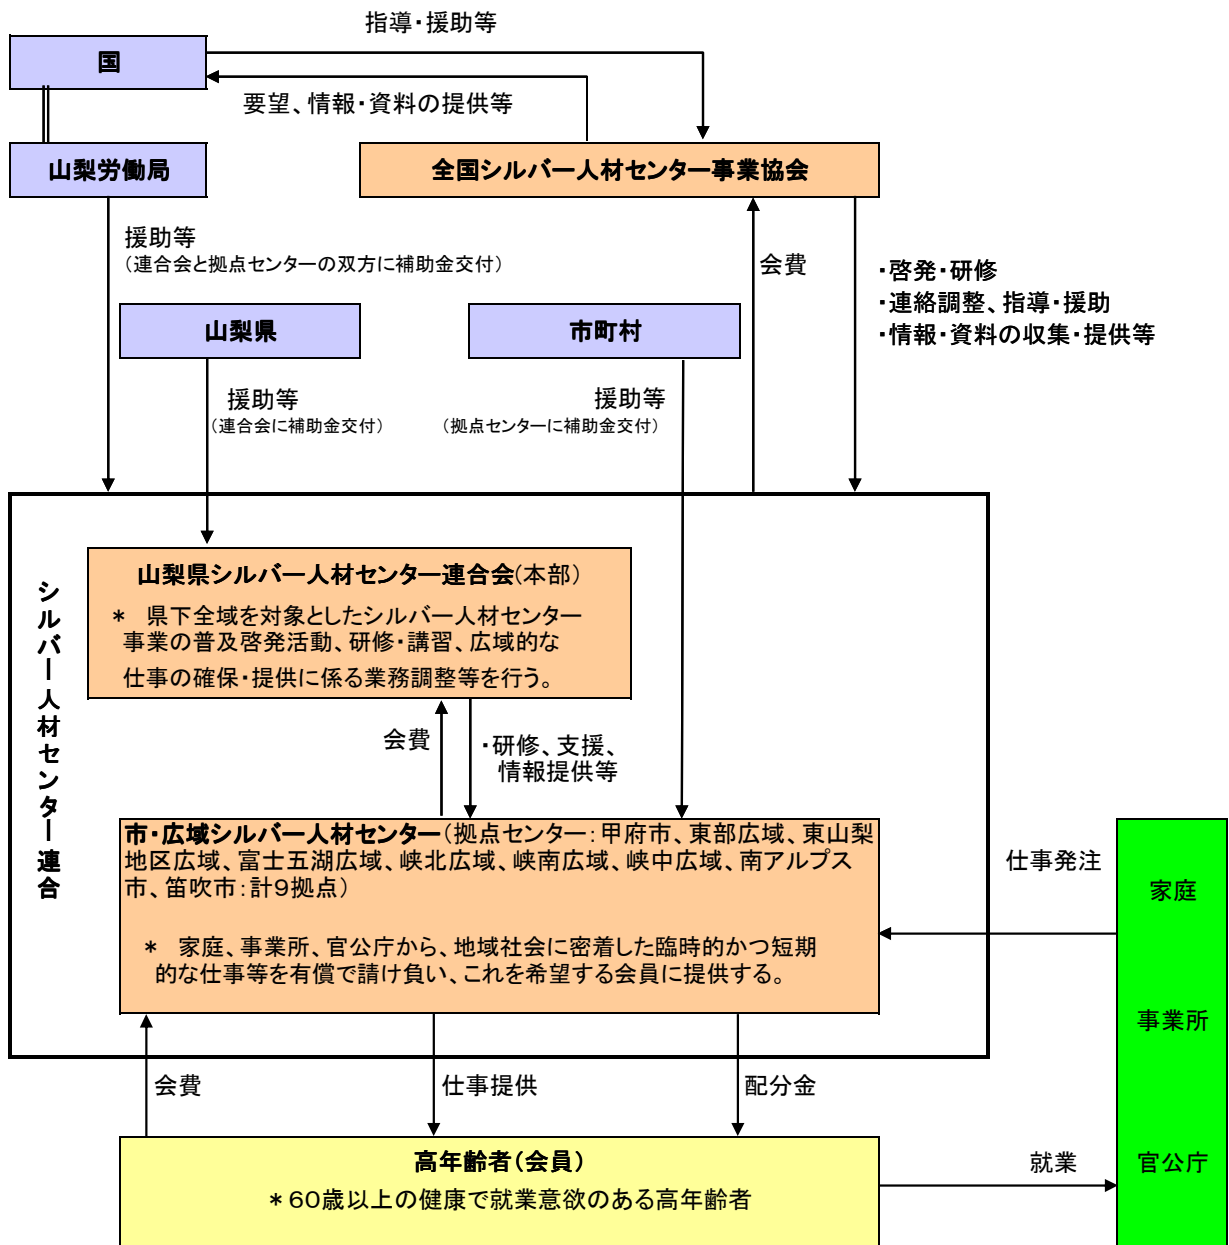 指導・援助等
国
要望、情報・資料の提供等
山梨労働局
全国シルバー人材センター事業協会
援助等
（連合会と拠点センターの双方に補助金交付）
会費
・啓発・研修
・連絡調整、指導・援助
・情報・資料の収集・提供等
山梨県
市町村
援助等
（連合会に補助金交付）
援助等
（拠点センターに補助金交付）
シルバー人材センター連合
山梨県シルバー人材センター連合会（本部）
＊　県下全域を対象としたシルバー人材センター
事業の普及啓発活動、研修・講習、広域的な
仕事の確保・提供に係る業務調整等を行う。
会費
・研修、支援、
情報提供等
市・広域シルバー人材センター（拠点センター：甲府市、東部広域、東山梨
地区広域、富士五湖広域、峡北広域、峡南広域、峡中広域、南アルプス
市、笛吹市：計９拠点）
＊　家庭、事業所、官公庁から、地域社会に密着した臨時的かつ短期
的な仕事等を有償で請け負い、これを希望する会員に提供する。
仕事発注
家庭
事業所
官公庁
会費
仕事提供
配分金
高年齢者（会員）
＊６０歳以上の健康で就業意欲のある高年齢者
就業